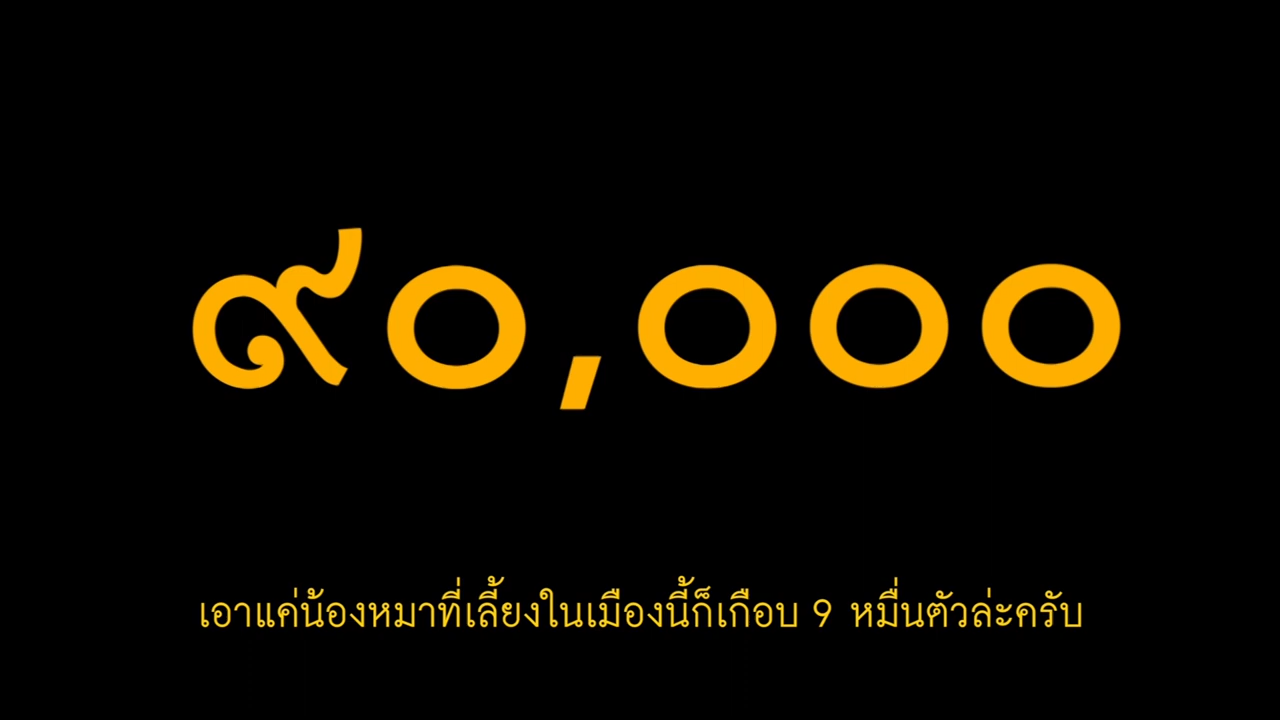 ๙๐,๐๐๐
เอาแค่น้องหมาที่เลี้ยงในเมืองนี้ก็เกือบ 9 หมื่นตัวล่ะครับ